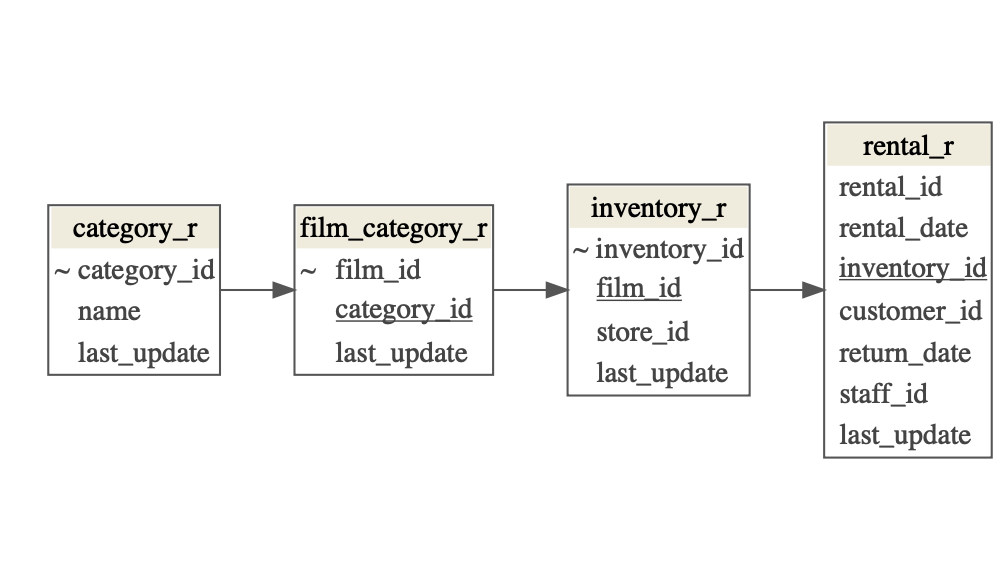 category_r
~ category_id
name
last_update
film_category_r
~ film_id
category_id
last_update
inventory_r
~ inventory_id
film_id
store_id
last_update
rental_r
rental_id
rental_date
inventory_id
customer_id
return_date
staff_id
last_update